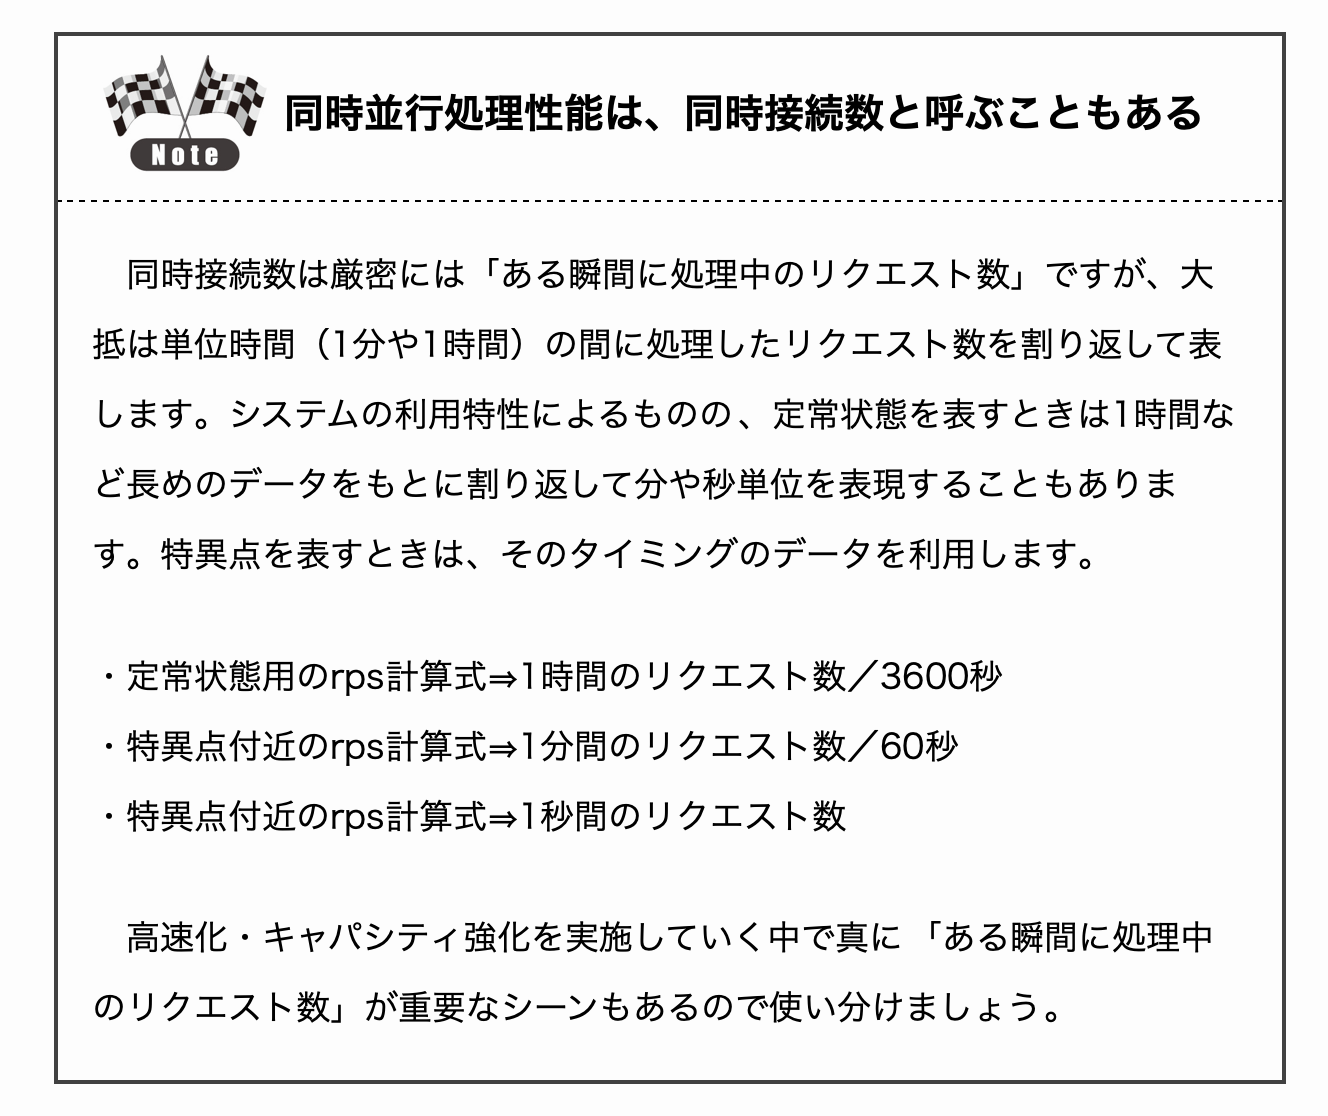 Note
同時並行処理性能は、同時接続数と呼ぶこともある
　同時接続数は厳密には「ある瞬間に処理中のリクエスト数」ですが、大
抵は単位時間（1分や1時間）の間に処理したリクエスト数を割り返して表
します。システムの利用特性によるものの、定常状態を表すときは1時間な
ど長めのデータをもとに割り返して分や秒単位を表現することもありま
す。特異点を表すときは、そのタイミングのデータを利用します。
・定常状態用のrps計算式⇒1時間のリクエスト数／3600秒
・特異点付近のrps計算式⇒1分間のリクエスト数／60秒
・特異点付近のrps計算式⇒1秒間のリクエスト数
　高速化・キャパシティ強化を実施していく中で真に「ある瞬間に処理中
のリクエスト数」が重要なシーンもあるので使い分けましょう。